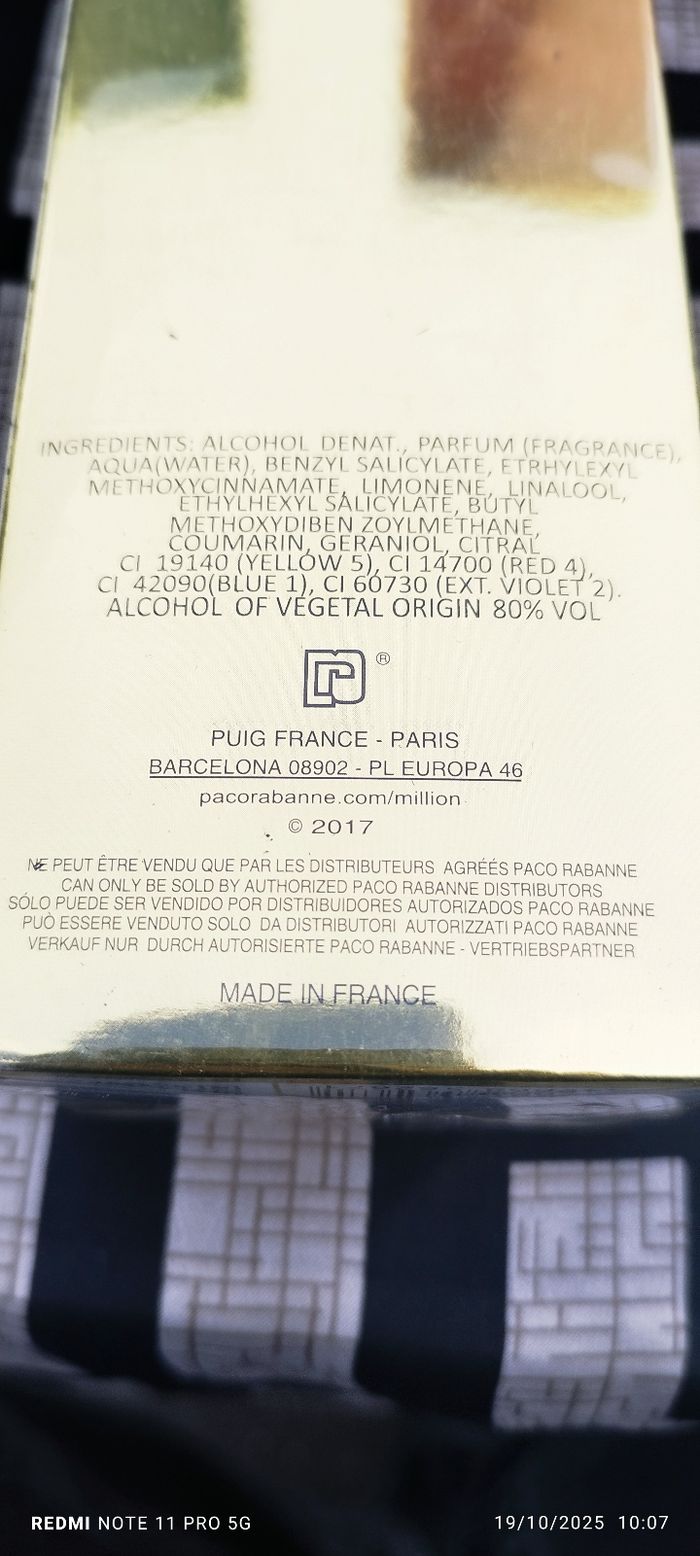 INGREDIENTS: ALCOHOL DENAT., PARFUM (FRAGRANCE),
AQUA(WATER), BENZYL SALICYLATE, ETRHYLEXYL
METHOXYCINNAMATE, LIMONENE, LINALOOL,
ETHYLHEXYL SALICYLATE, BUTYL
METHOXYDIBEN ZOYLMETHANE,
COUMARIN, GERANIOL, CITRAL
CI 19140 (YELLOW 5), CI 14700 (RED 4),
CI 42090(BLUE 1), CI 60730 (EXT. VIOLET 2).
ALCOHOL OF VEGETAL ORIGIN 80% VOL
®
PUIG FRANCE - PARIS
BARCELONA 08902 - PL EUROPA 46
pacorabanne.com/million
© 2017
NE PEUT ÊTRE VENDU QUE PAR LES DISTRIBUTEURS AGRÉÉS PACO RABANNE
CAN ONLY BE SOLD BY AUTHORIZED PACO RABANNE DISTRIBUTORS
SÓLO PUEDE SER VENDIDO POR DISTRIBUIDORES AUTORIZADOS PACO RABANNE
PUÒ ESSERE VENDUTO SOLO DA DISTRIBUTORI AUTORIZZATI PACO RABANNE
VERKAUF NUR DURCH AUTORISIERTE PACO RABANNE - VERTRIEBSPARTNER
MADE IN FRANCE
REDMI NOTE 11 PRO 5G
19/10/2025 10:07